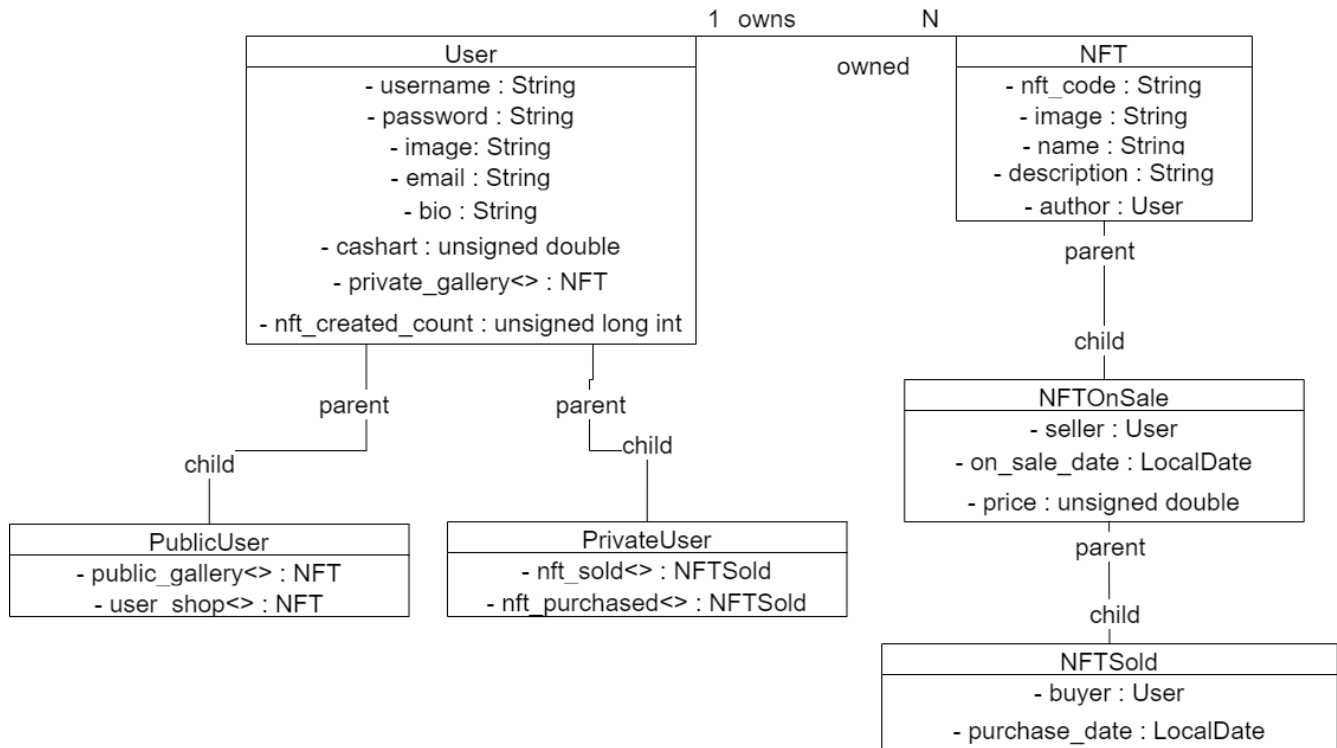 1 owns N
User
- username : String
- password : String
- image: String
- email : String
- bio : String
- cashart : unsigned double
- private_gallery<> : NFT
- nft_created_count : unsigned long int
owned
NFT
- nft_code : String
- image : String
- name : String
- description : String
- author : User
parent
parent
parent
child
child
child
NFTOnSale
- seller : User
- on_sale_date : LocalDate
- price : unsigned double
PublicUser
- public_gallery<> : NFT
- user_shop<> : NFT
PrivateUser
- nft_sold<> : NFTSold
- nft_purchased<> : NFTSold
parent
child
NFTSold
- buyer : User
- purchase_date : LocalDate